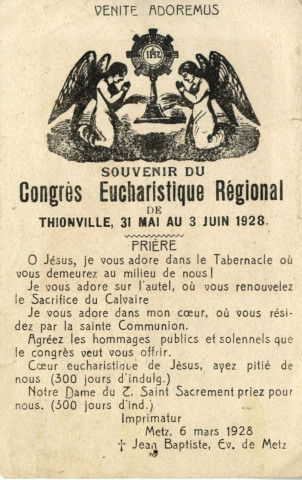 VENITE ADOREMUS
SOUVENIR DU
Congrès Eucharistique Régional
DE
THIONVILLE, 31 MAI AU 3 JUIN 1928.
PRIÈRE
O Jésus, je vous adore dans le Tabernacle où
vous demeurez au milieu de nous!
Je vous adore sur l'autel, où vous renouvelez
le Sacrifice du Calvaire
Je vous adore dans mon cœur, où vous rési-
dez par la sainte Communion.
Agréez les hommages publics et solennels que
le congrès veut vous offrir.
Cœur eucharistique de Jèsus, ayez pitié de
nous. (300 jours d'indulg.)
Notre Dame du T. Saint Sacrement priez pour
nous. (300 jours d'ind.)
Imprimatur
Metz, 6 mars 1928
† Jean Baptiste, Ev. de Metz